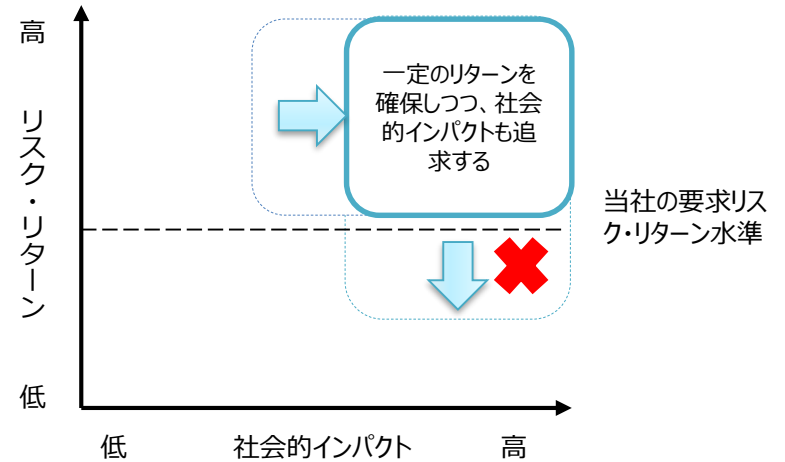 高
リスク・リターン
低
一定のリターンを
確保しつつ、社会
的インパクトも追
求する
当社の要求リス
ク・リターン水準
低
社会的インパクト
高